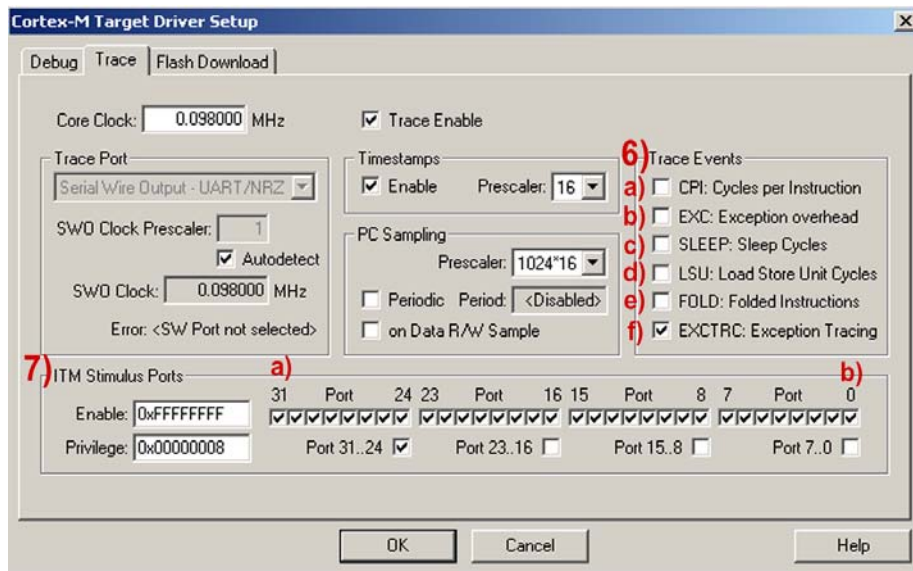 Cortex-M Target Driver Setup
Debug Trace Flash Download
Core Clock: 0.098000 MHz
Trace Enable
Trace Port
Serial Wire Output - UART/NRZ
SWO Clock Prescaler: 1
Autodetect
SWO Clock: 0.098000 MHz
Error: <SW Port not selected>
Timestamps
Enable Prescaler: 16
PC Sampling
Prescaler: 1024*16
Periodic Period: <Disabled>
on Data R/W Sample
6) Trace Events
a) CPI: Cycles per Instruction
b) EXC: Exception overhead
c) SLEEP: Sleep Cycles
d) LSU: Load Store Unit Cycles
e) FOLD: Folded Instructions
f) EXCTRC: Exception Tracing
7) ITM Stimulus Ports
a) b)
31 Port 24 23 Port 16 15 Port 8 7 Port 0
Enable: 0xFFFFFFFF
Privilege: 0x00000008 Port 31..24 Port 23..16 Port 15..8 Port 7..0
OK Cancel Help